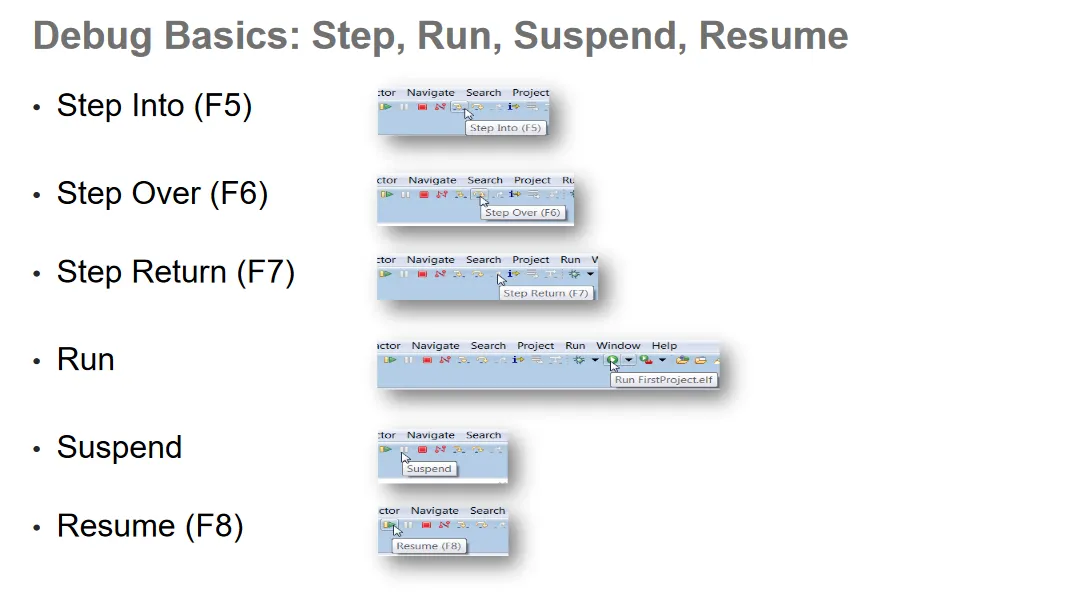 Debug Basics: Step, Run, Suspend, Resume
• Step Into (F5)
ctor Navigate Search Project
Step Into (F5)
• Step Over (F6)
ctor Navigate Search Project Ru
Step Over (F6)
• Step Return (F7)
ctor Navigate Search Project Run W
Step Return (F7)
• Run
actor Navigate Search Project Run Window Help
Run FirstProject.elf
• Suspend
ctor Navigate Search
Suspend
• Resume (F8)
ctor Navigate Search
Resume (F8)